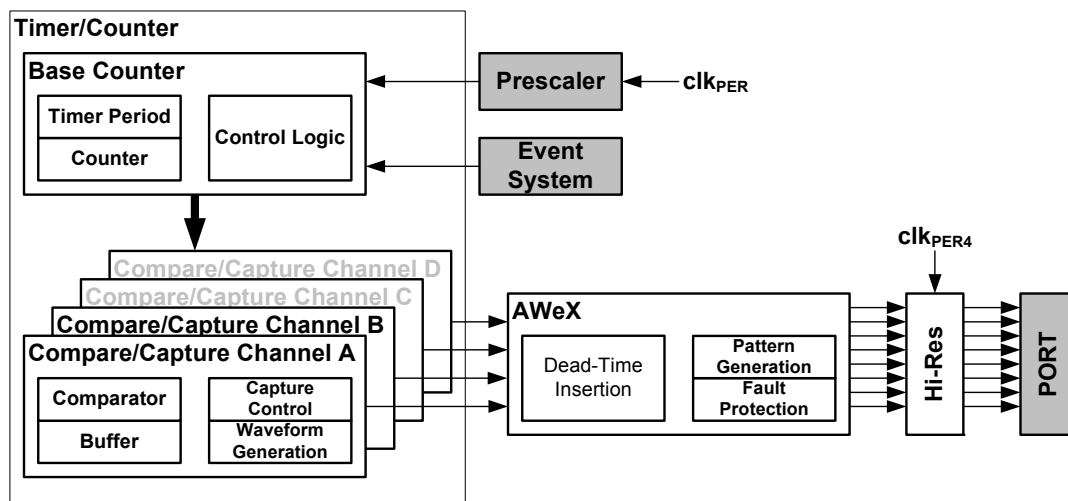 Timer/Counter
Base Counter
Timer Period
Counter
Control Logic
Prescaler
clkPER
Event
System
Compare/Capture Channel D
Compare/Capture Channel C
Compare/Capture Channel B
Compare/Capture Channel A
Comparator
Buffer
Capture
Control
Waveform
Generation
AWeX
Dead-Time
Insertion
Pattern
Generation
Fault
Protection
clkPER4
Hi-Res
PORT